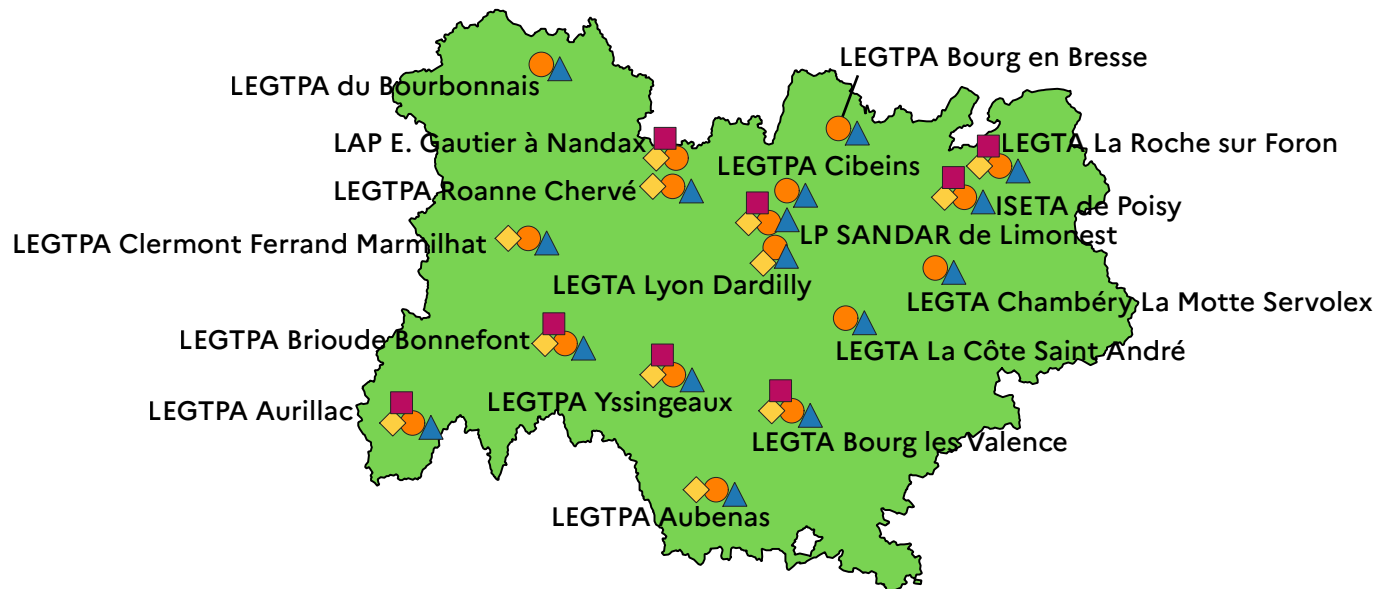 LEGTPA Bourg en Bresse
LEGTPA du Bourbonnais
LAP E. Gautier à Nandax
LEGTA La Roche sur Foron
LEGTPA Cibeins
LEGTPA Roanne Chervé
ISETA de Poisy
LP SANDAR de Limonest
LEGTPA Clermont Ferrand Marmilhat
LEGTA Lyon Dardilly
LEGTA Chambéry La Motte Servolex
LEGTPA Brioude Bonnefont
LEGTA La Côte Saint André
LEGTPA Yssingeaux
LEGTPA Aurillac
LEGTA Bourg les Valence
LEGTPA Aubenas